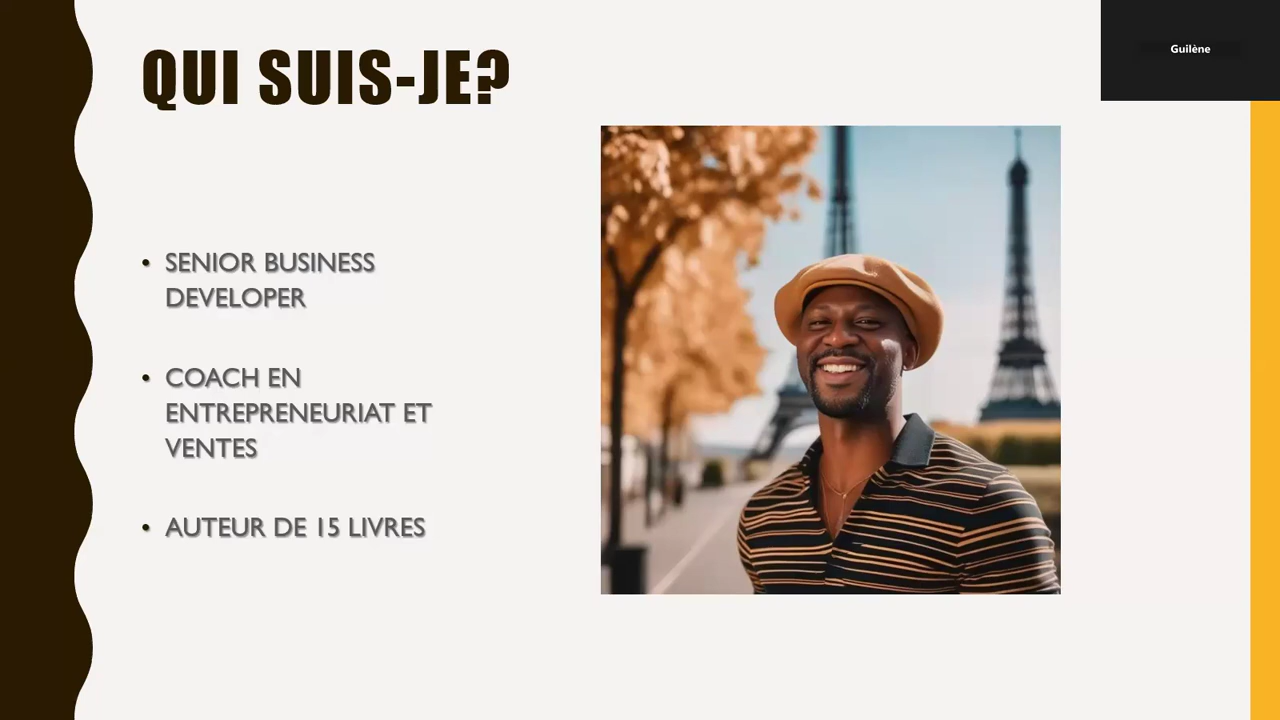 QUI SUIS-JE?
Guilène
• SENIOR BUSINESS
DEVELOPER
• COACH EN
ENTREPRENEURIAT ET
VENTES
• AUTEUR DE 15 LIVRES